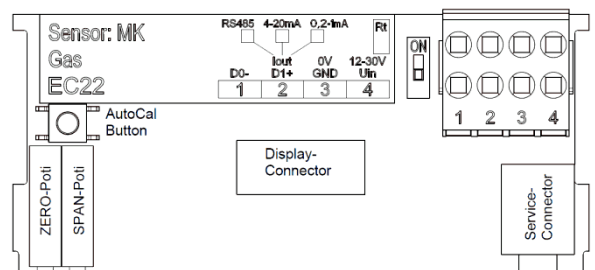 Sensor: MK
Gas
EC22
RS485 4-20mA 0,2-1mA Rt
Iout 0V 12-30V
D0- D1+ GND Uin
1 2 3 4
ON
1 2 3 4
AutoCal
Button
ZERO-Poti
SPAN-Poti
Display-
Connector
Service-
Connector